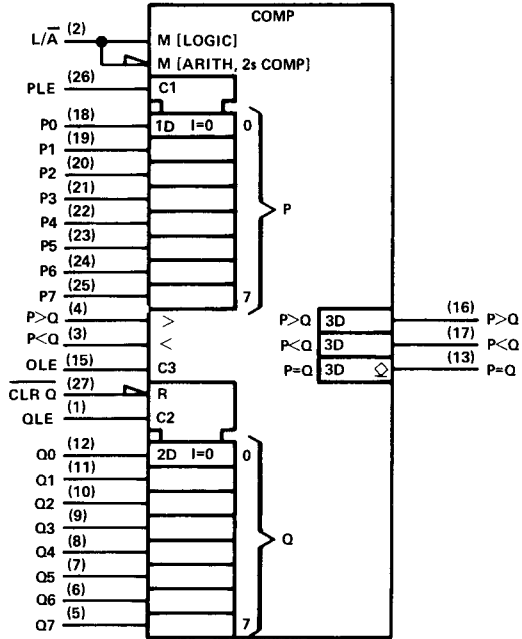 COMP
L/A̅ (2) M [LOGIC]
M [ARITH, 2s COMP]
PLE (26) C1
P0 (18) 1D I=0 0
P1 (19)
P2 (20)
P3 (21)
P4 (22) P
P5 (23)
P6 (24)
P7 (25) 7
P>Q (4) > P>Q 3D (16) P>Q
P<Q (3) < P<Q 3D (17) P<Q
OLE (15) C3 P=Q 3D (13) P=Q
C̅L̅R̅ Q̅ (27) R
QLE (1) C2
Q0 (12) 2D I=0 0
Q1 (11)
Q2 (10)
Q3 (9)
Q4 (8) Q
Q5 (7)
Q6 (6)
Q7 (5) 7